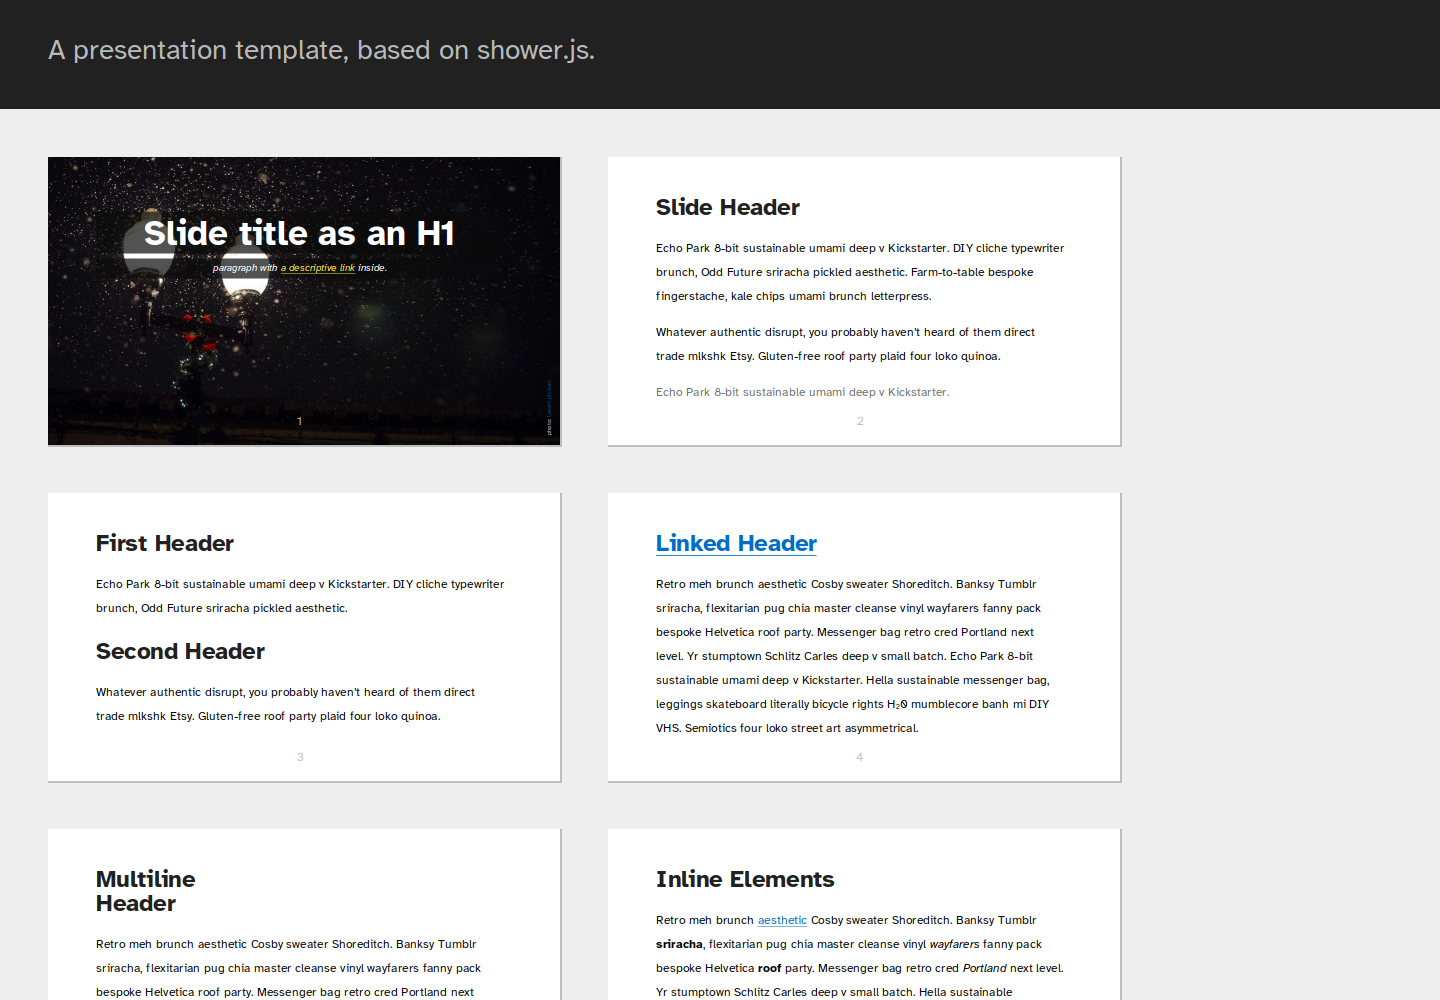 A presentation template, based on shower.js.
Slide title as an H1
paragraph with a descriptive link inside.
photo:
1
Slide Header
Echo Park 8-bit sustainable umami deep v Kickstarter. DIY cliche typewriter
brunch, Odd Future sriracha pickled aesthetic. Farm-to-table bespoke
fingerstache, kale chips umami brunch letterpress.
Whatever authentic disrupt, you probably haven't heard of them direct
trade mlkshk Etsy. Gluten-free roof party plaid four loko quinoa.
Echo Park 8-bit sustainable umami deep v Kickstarter.
2
First Header
Echo Park 8-bit sustainable umami deep v Kickstarter. DIY cliche typewriter
brunch, Odd Future sriracha pickled aesthetic.
Second Header
Whatever authentic disrupt, you probably haven't heard of them direct
trade mlkshk Etsy. Gluten-free roof party plaid four loko quinoa.
3
Linked Header
Retro meh brunch aesthetic Cosby sweater Shoreditch. Banksy Tumblr
sriracha, flexitarian pug chia master cleanse vinyl wayfarers fanny pack
bespoke Helvetica roof party. Messenger bag retro cred Portland next
level. Yr stumptown Schlitz Carles deep v small batch. Echo Park 8-bit
sustainable umami deep v Kickstarter. Hella sustainable messenger bag,
leggings skateboard literally bicycle rights H₂0 mumblecore banh mi DIY
VHS. Semiotics four loko street art asymmetrical.
4
Multiline
Header
Retro meh brunch aesthetic Cosby sweater Shoreditch. Banksy Tumblr
sriracha, flexitarian pug chia master cleanse vinyl wayfarers fanny pack
bespoke Helvetica roof party. Messenger bag retro cred Portland next
Inline Elements
Retro meh brunch aesthetic Cosby sweater Shoreditch. Banksy Tumblr
sriracha, flexitarian pug chia master cleanse vinyl wayfarers fanny pack
bespoke Helvetica roof party. Messenger bag retro cred Portland next level.
Yr stumptown Schlitz Carles deep v small batch. Hella sustainable